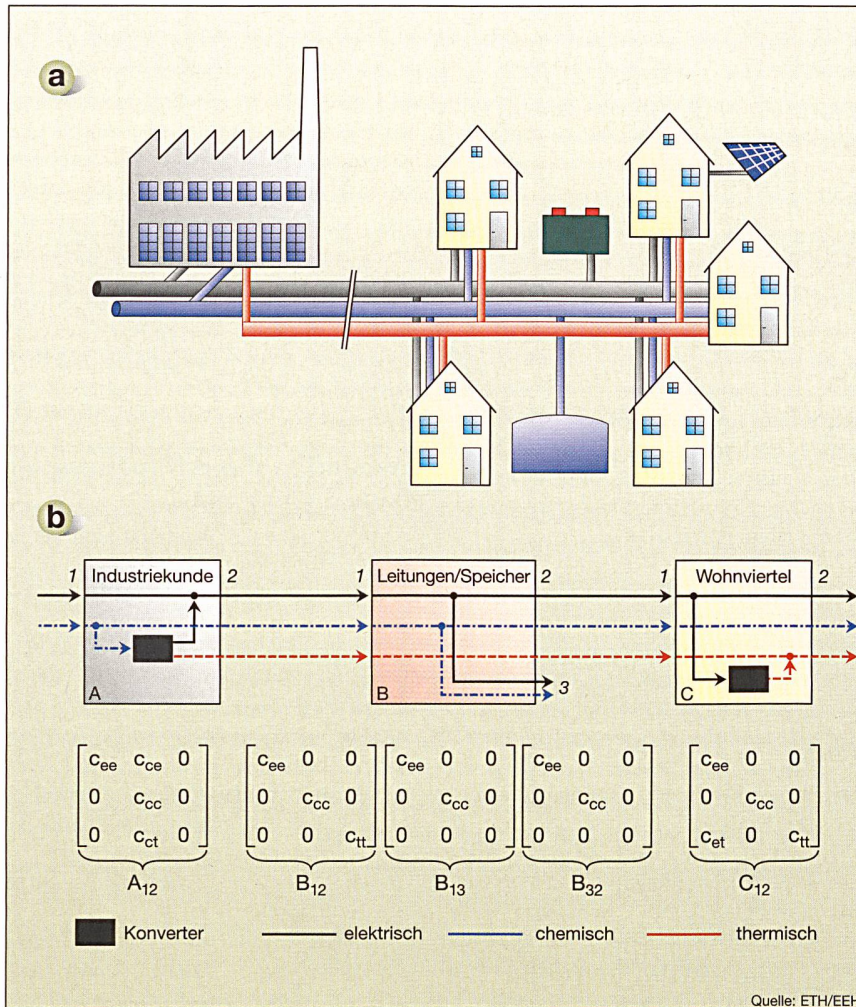 a
b
1 Industriekunde 2 1 Leitungen/Speicher 2 1 Wohnviertel 2
3
A B C
c_ee c_ce 0 c_ee 0 0 c_ee 0 0 c_ee 0 0 c_ee 0 0
0 c_cc 0 0 c_cc 0 0 c_cc 0 0 c_cc 0 0 c_cc 0
0 c_ct 0 0 0 c_tt 0 0 0 0 0 0 c_et 0 c_tt
A_12 B_12 B_13 B_32 C_12
Konverter elektrisch chemisch thermisch
Quelle: ETH/EEH